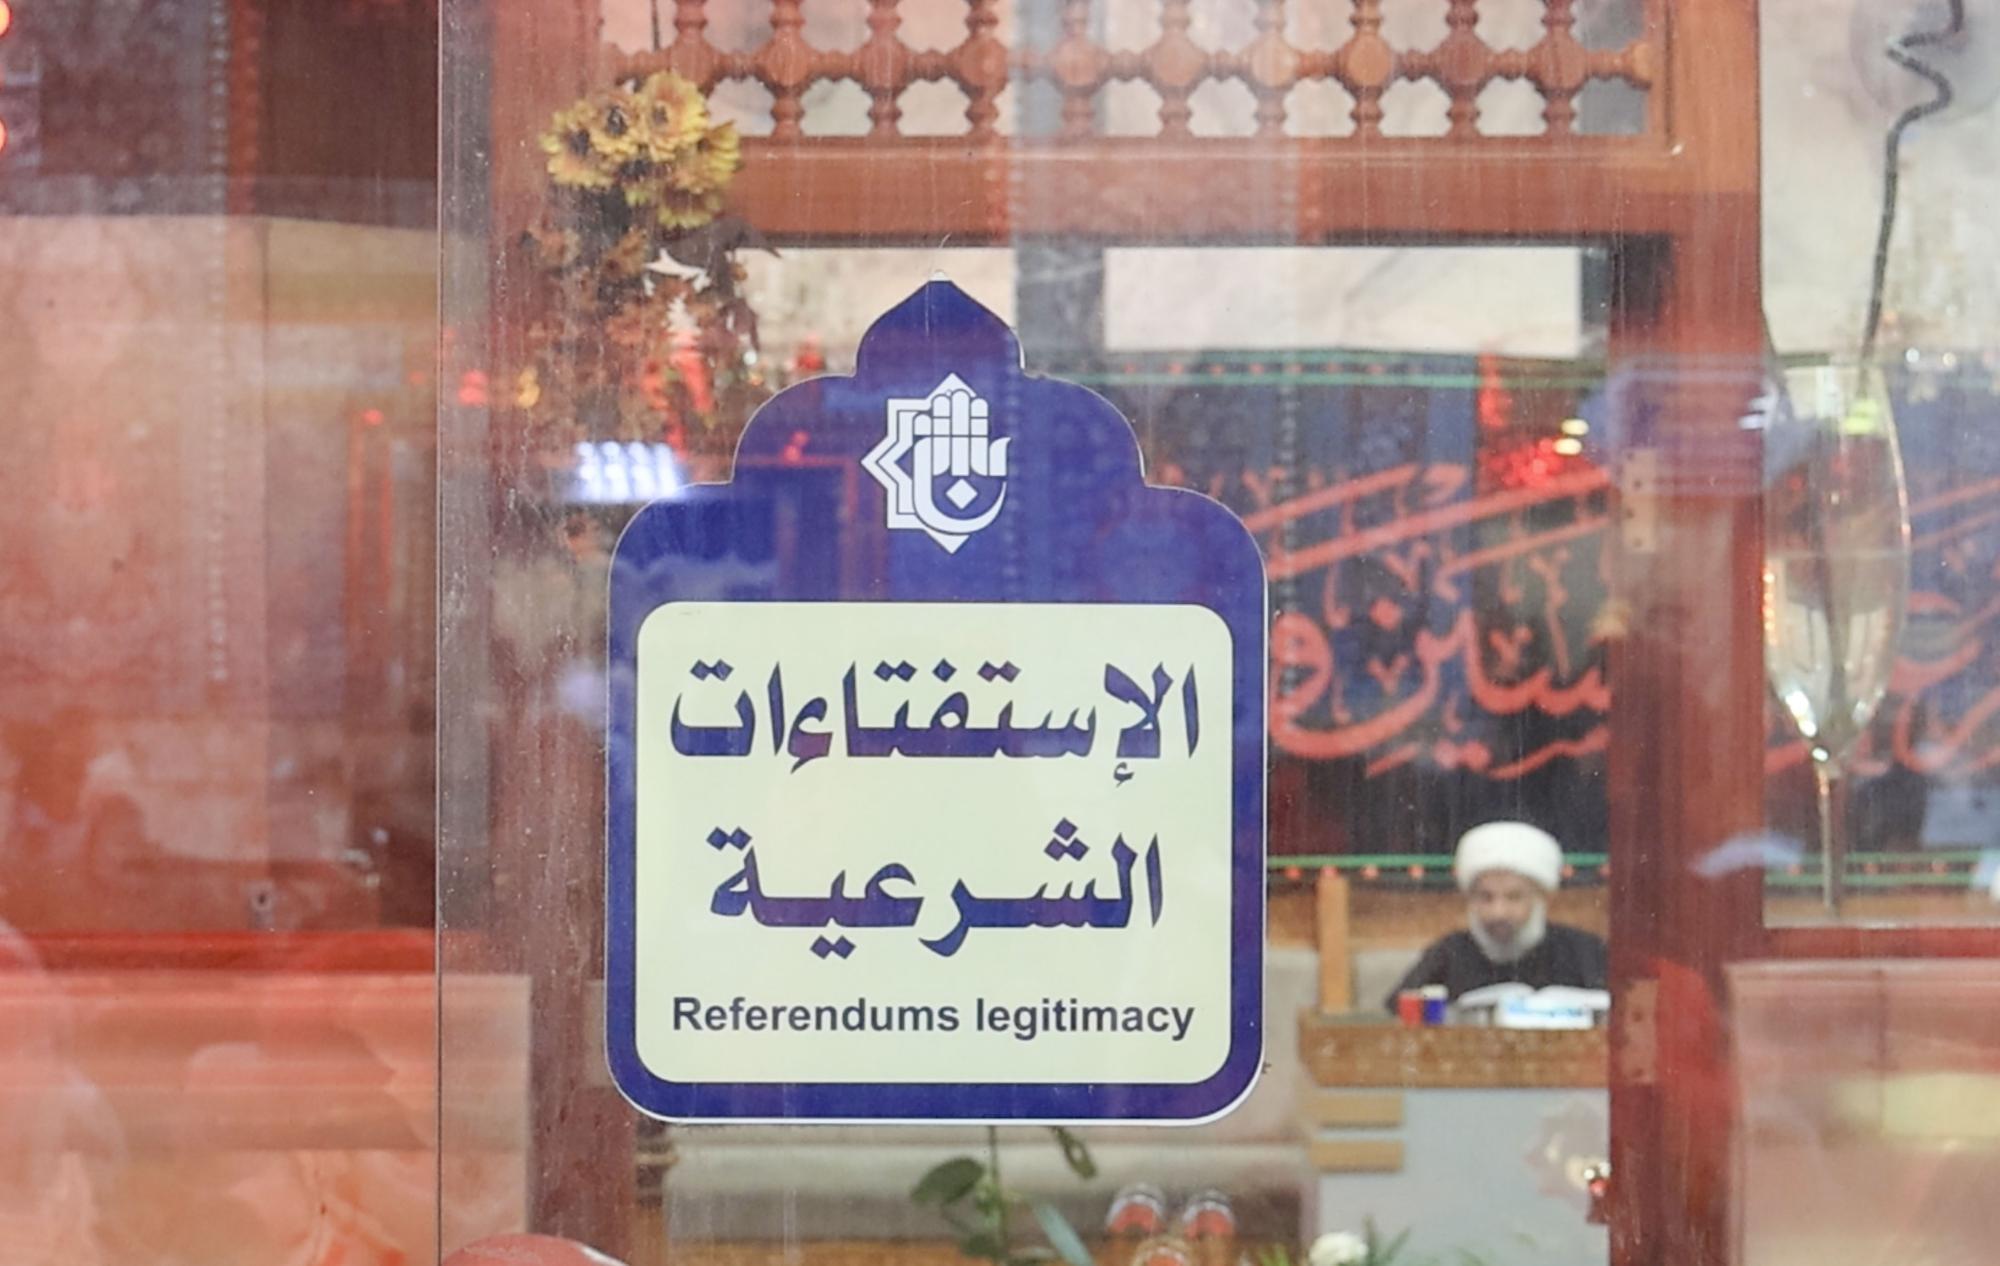 الإستفتاءات
الشرعية
Referendums legitimacy